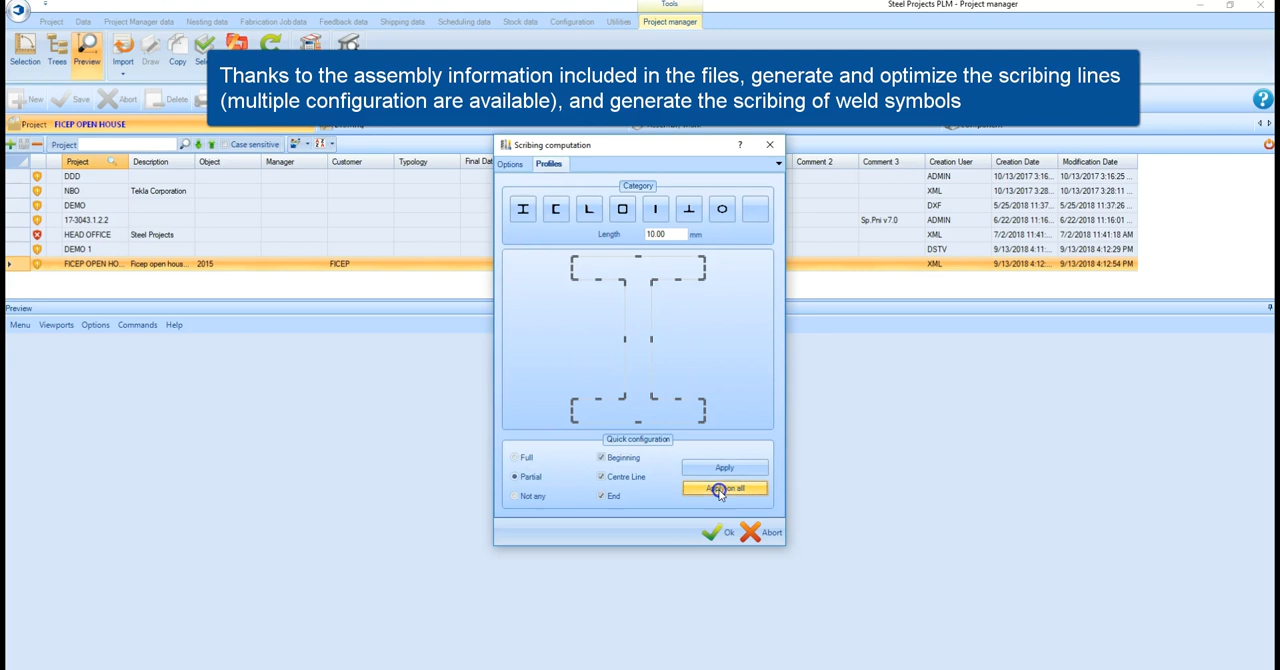 Tools
Steel Projects PLM - Project manager
Project Data Project Manager data Nesting data Fabrication Job data Feedback data Shipping data Scheduling data Stock data Configuration Utilities Project manager
Selection Trees Preview Import Draw Copy
Thanks to the assembly information included in the files, generate and optimize the scribing lines
(multiple configuration are available), and generate the scribing of weld symbols
New Save Abort Delete
Project FICEP OPEN HOUSE
Project Case sensitive
Scribing computation ?
Options Profiles
Project Description Object Manager Customer Typology Comment 2 Comment 3 Creation User Creation Date Modification Date
DDD ADMIN 10/13/2017 3:16... 10/13/2017 3:16:25 ...
NBO Tekla Corporation XML 10/13/2017 3:28... 10/13/2017 3:28:11 ...
DEMO DXF 5/25/2018 11:37... 5/25/2018 11:37:26 ...
17-3043.1.2.2 Sp.Pni v7.0 ADMIN 6/22/2018 11:16... 6/22/2018 11:16:01 ...
HEAD OFFICE Steel Projects XML 7/2/2018 11:41:... 7/2/2018 11:41:18 AM
DEMO 1 DSTV 9/13/2018 4:11:... 9/13/2018 4:12:29 PM
FICEP OPEN HO... Ficep open hous... 2015 FICEP XML 9/13/2018 4:12:... 9/13/2018 4:12:54 PM
Category
Length 10.00 mm
Preview
Menu Viewports Options Commands Help
Quick configuration
Full Beginning
Apply
Partial Centre Line
Apply on all
Not any End
Ok Abort